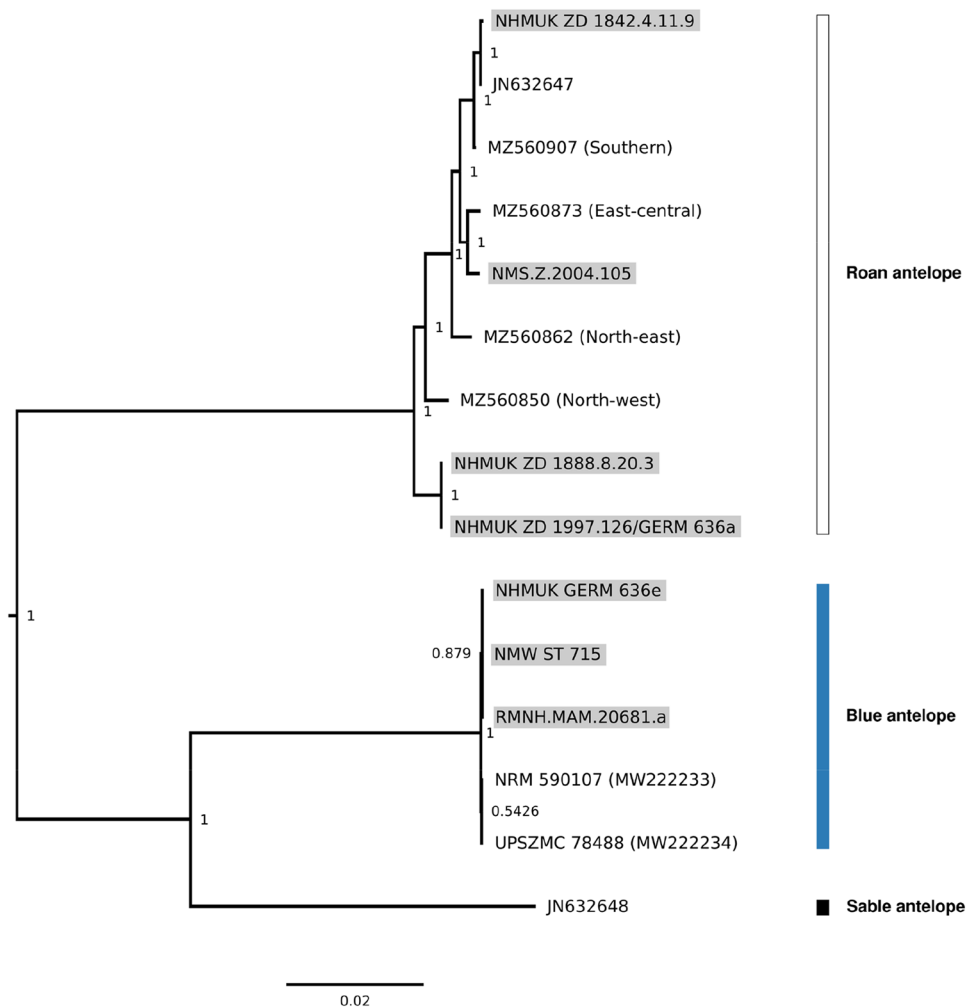 NHMUK ZD 1842.4.11.9
1
JN632647
1
MZ560907 (Southern)
1
MZ560873 (East-central)
1
1
NMS.Z.2004.105
Roan antelope
1
MZ560862 (North-east)
MZ560850 (North-west)
1
NHMUK ZD 1888.8.20.3
1
NHMUK ZD 1997.126/GERM 636a
NHMUK GERM 636e
1
0.879
NMW ST 715
RMNH.MAM.20681.a
Blue antelope
1
NRM 590107 (MW222233)
0.5426
1
UPSZMC 78488 (MW222234)
JN632648
Sable antelope
0.02